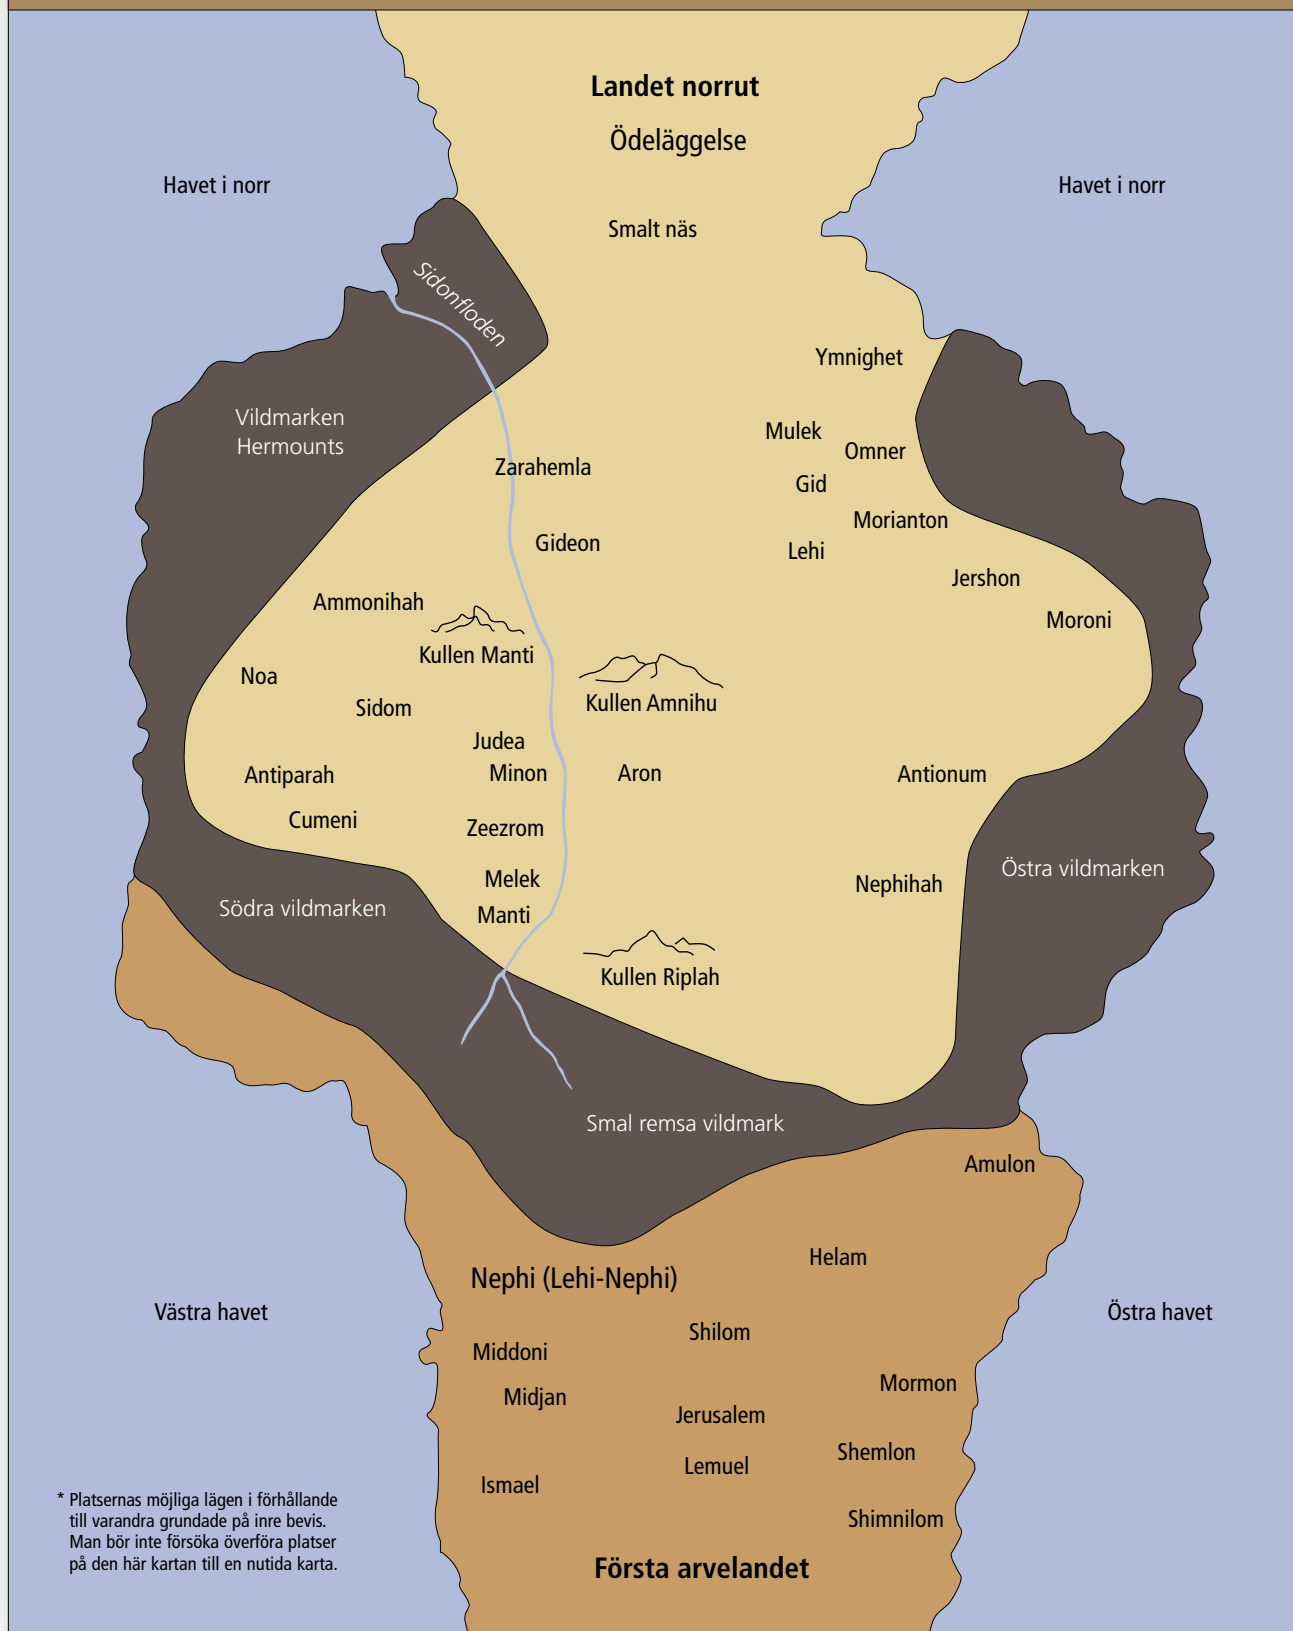 Landet norrut
Ödeläggelse
Havet i norr
Havet i norr
Smalt näs
Sidonfloden
Ymnighet
Vildmarken
Hermounts
Mulek
Omner
Zarahemla
Gid
Morianton
Gideon
Lehi
Jershon
Ammonihah
Moroni
Kullen Manti
Noa
Kullen Amnihu
Sidom
Judea
Minon
Aron
Antiparah
Antionum
Cumeni
Zeezrom
Östra vildmarken
Melek
Nephihah
Södra vildmarken
Manti
Kullen Riplah
Smal remsa vildmark
Amulon
Helam
Nephi (Lehi-Nephi)
Västra havet
Östra havet
Shilom
Middoni
Mormon
Midjan
Jerusalem
Shemlon
Lemuel
Ismael
Shimnilom
* Platsernas möjliga lägen i förhållande
till varandra grundade på inre bevis.
Man bör inte försöka överföra platser
på den här kartan till en nutida karta.
Första arvelandet